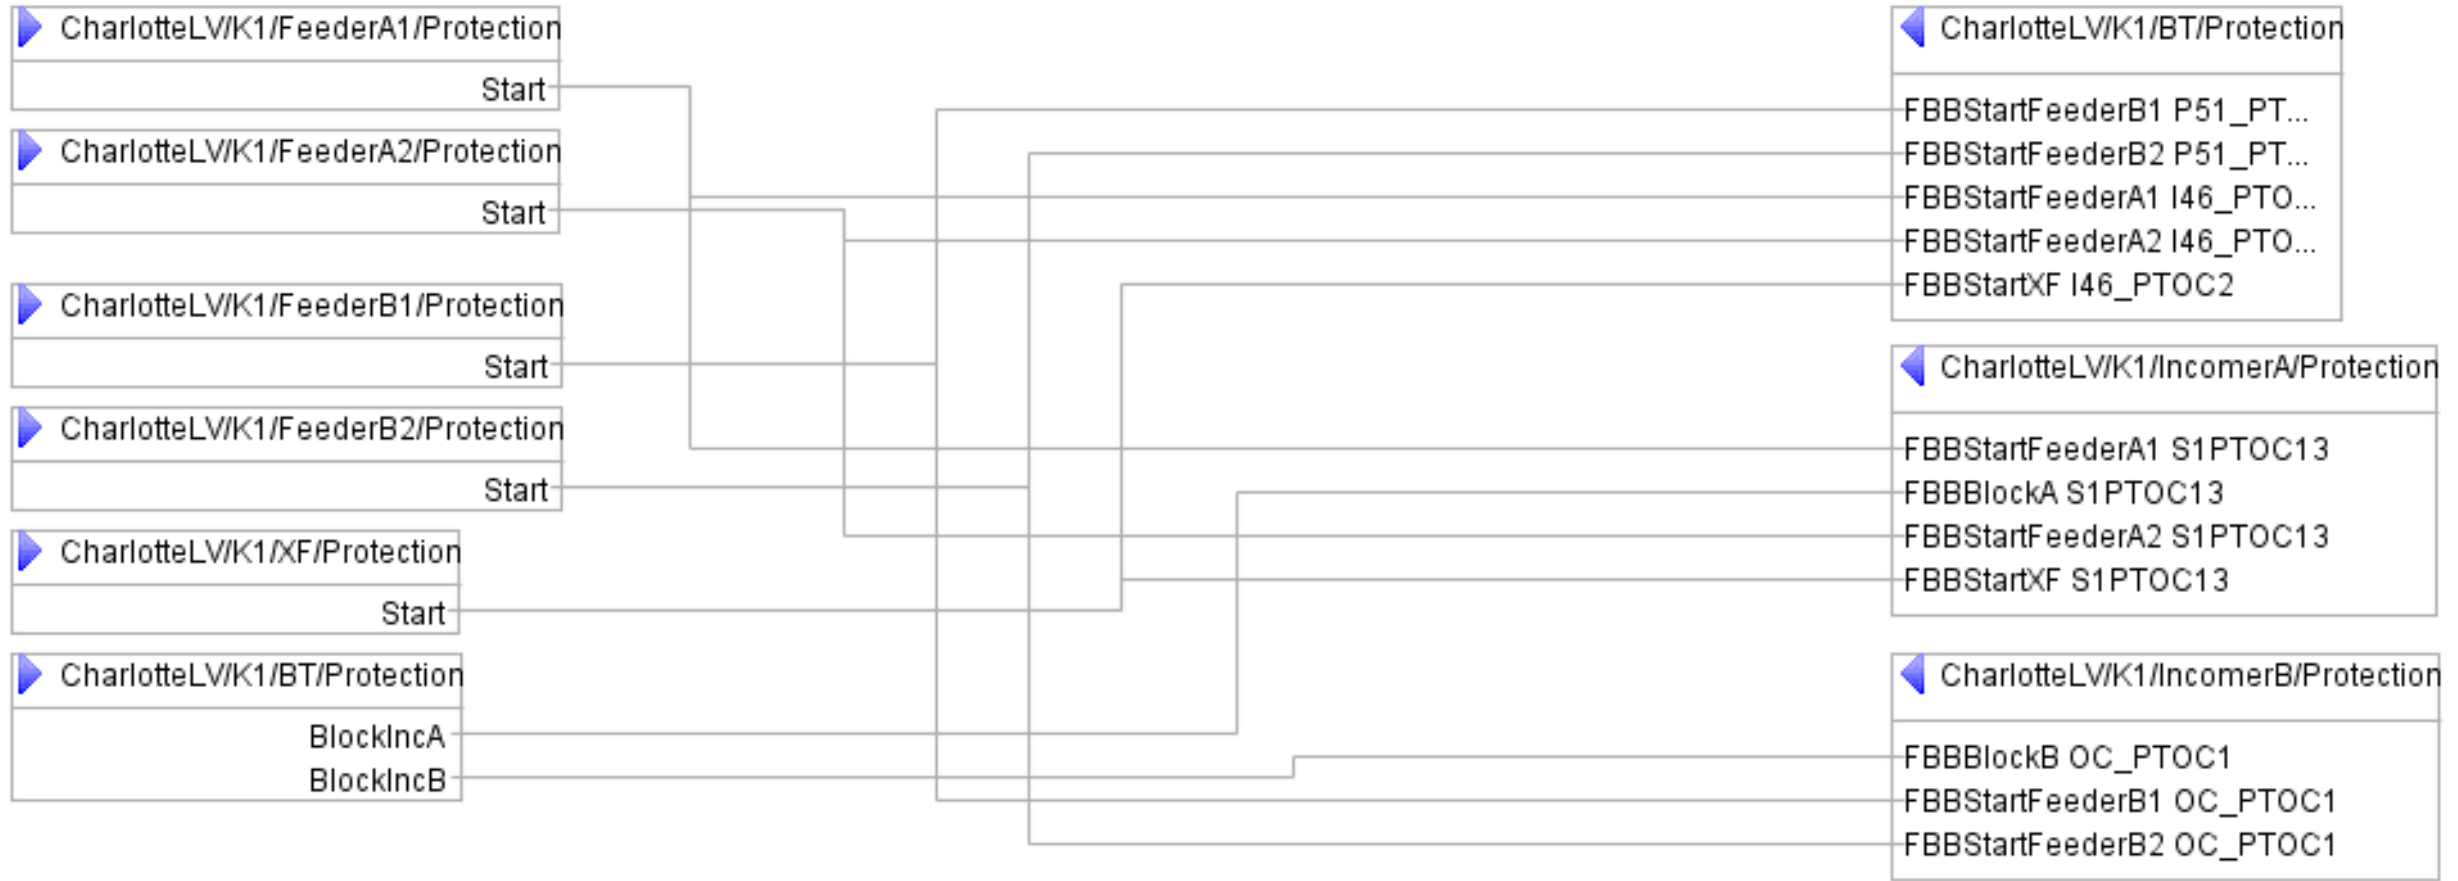 CharlotteLV/K1/FeederA1/Protection
Start
CharlotteLV/K1/FeederA2/Protection
Start
CharlotteLV/K1/FeederB1/Protection
Start
CharlotteLV/K1/FeederB2/Protection
Start
CharlotteLV/K1/XF/Protection
Start
CharlotteLV/K1/BT/Protection
BlockIncA
BlockIncB
CharlotteLV/K1/BT/Protection
FBBStartFeederB1 P51_PT...
FBBStartFeederB2 P51_PT...
FBBStartFeederA1 I46_PTO...
FBBStartFeederA2 I46_PTO...
FBBStartXF I46_PTOC2
CharlotteLV/K1/IncomerA/Protection
FBBStartFeederA1 S1PTOC13
FBBBlockA S1PTOC13
FBBStartFeederA2 S1PTOC13
FBBStartXF S1PTOC13
CharlotteLV/K1/IncomerB/Protection
FBBBlockB OC_PTOC1
FBBStartFeederB1 OC_PTOC1
FBBStartFeederB2 OC_PTOC1